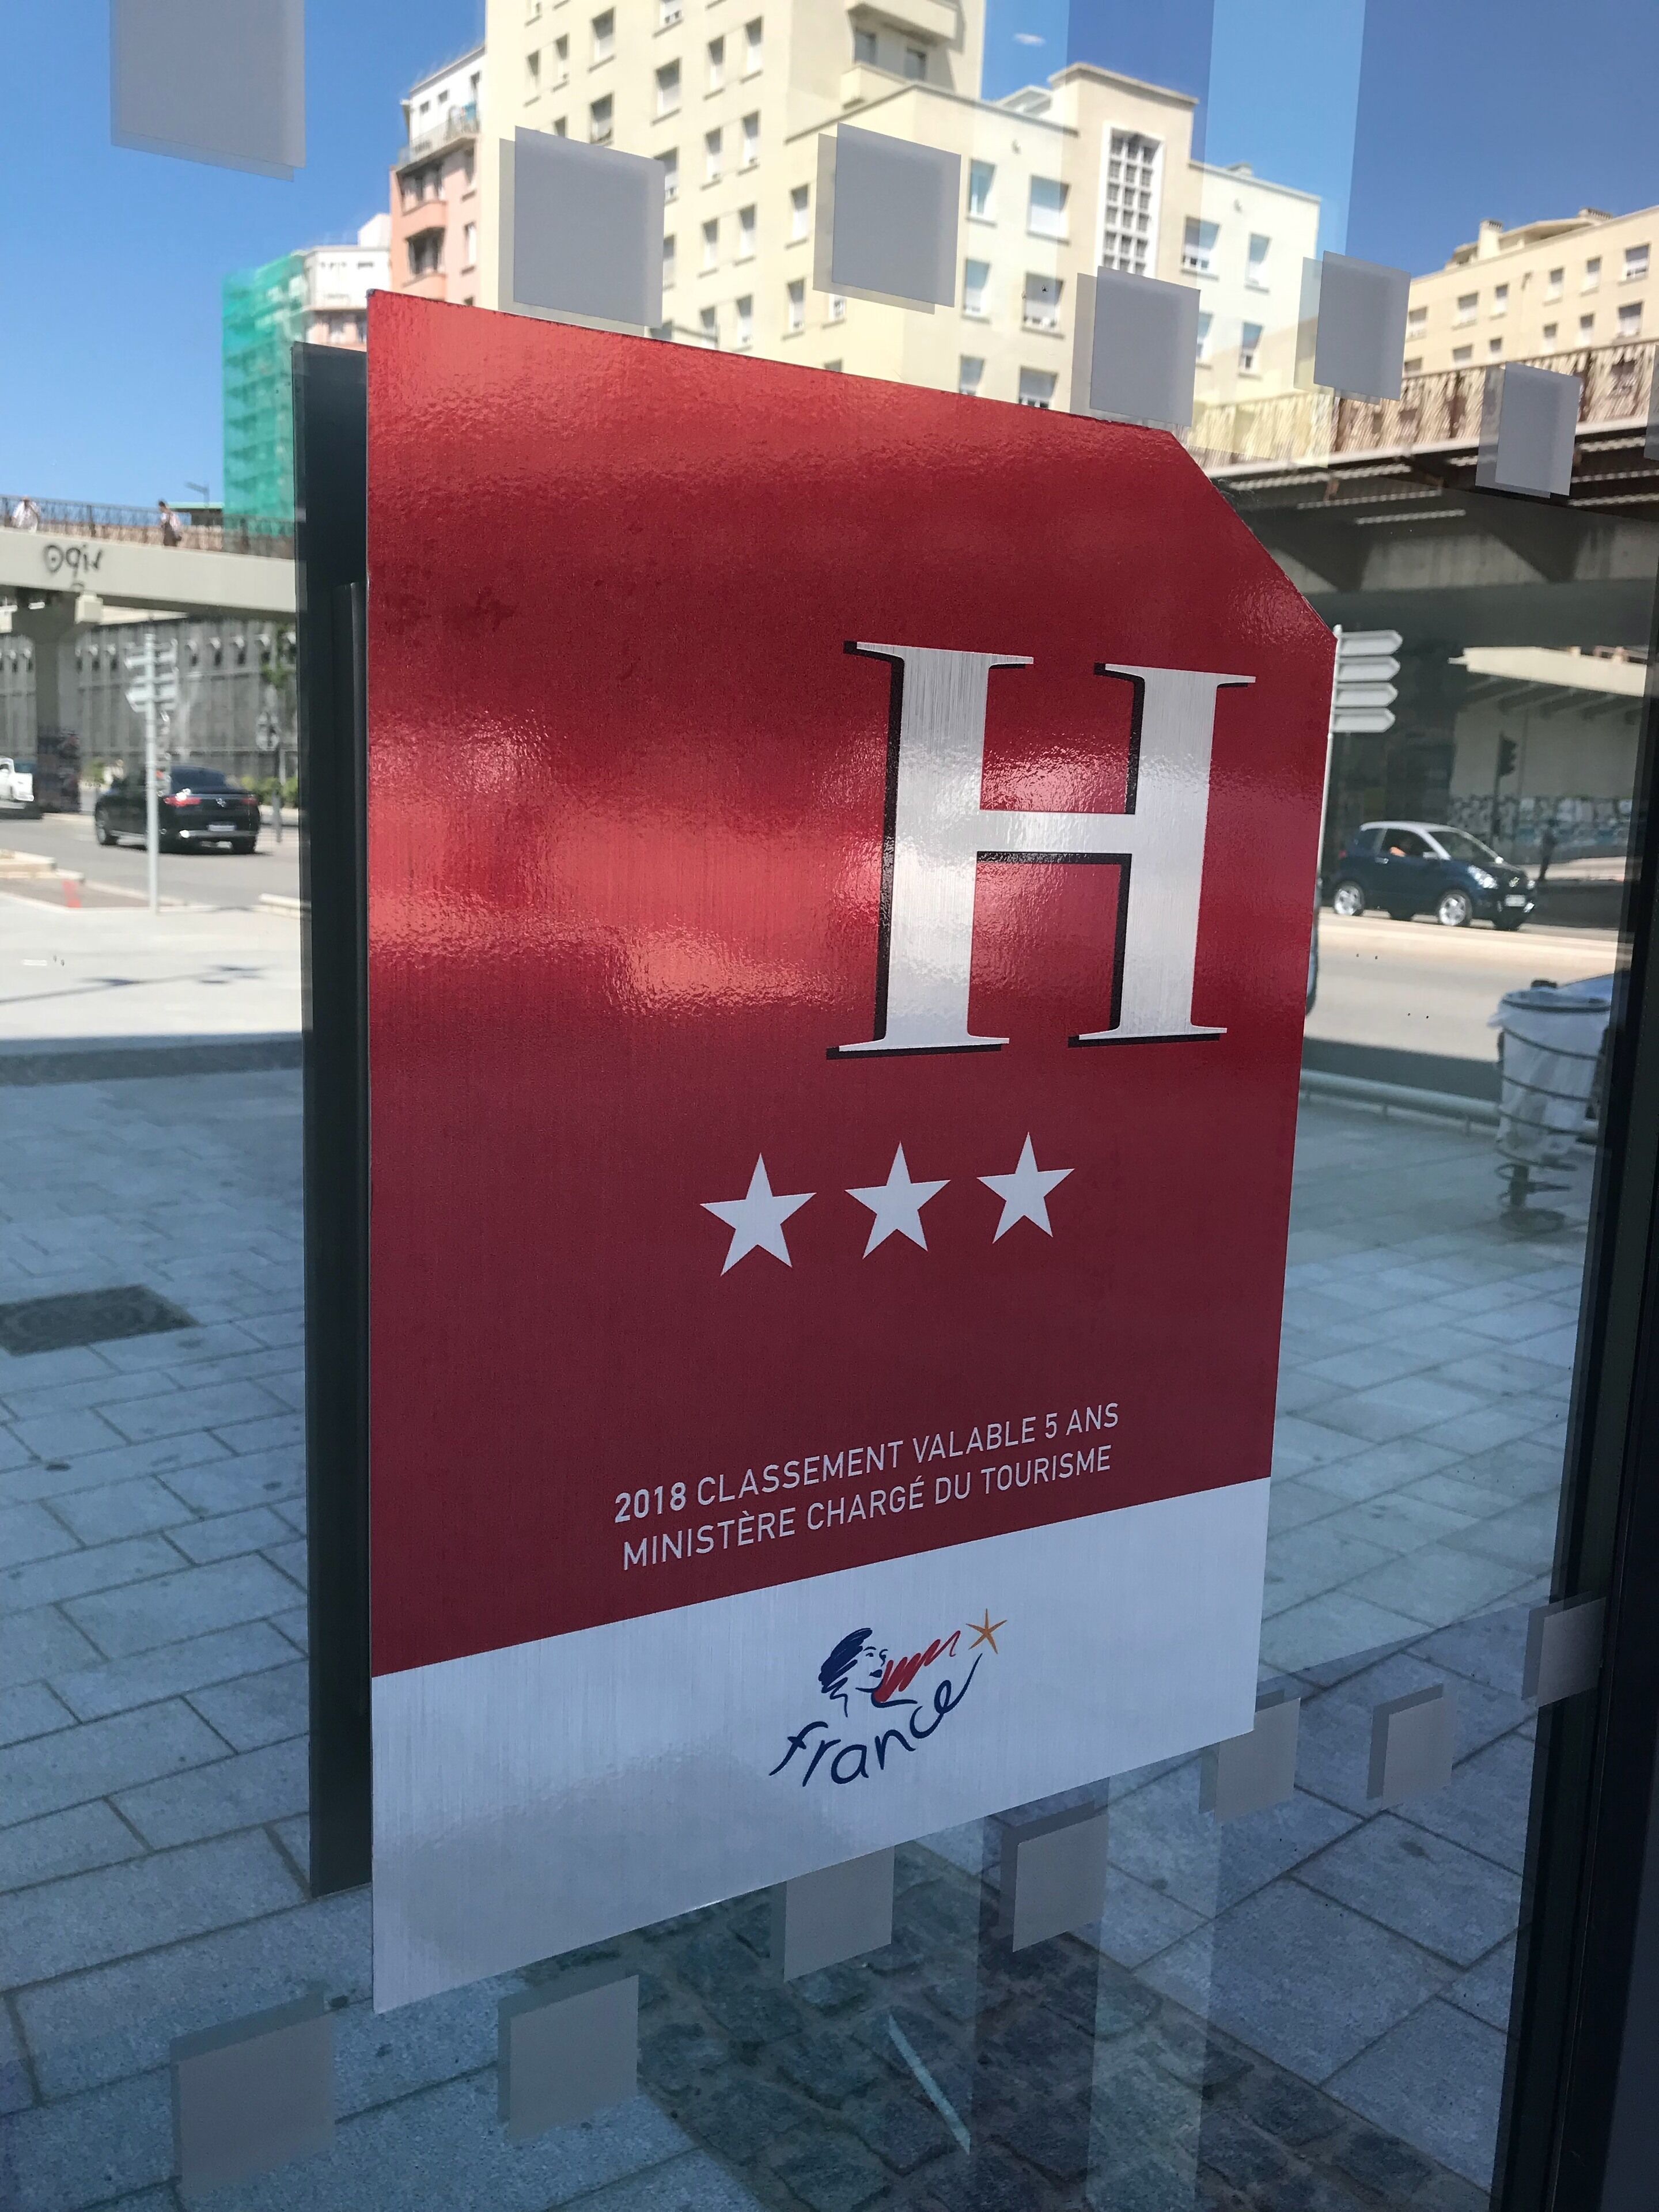 H
2018 CLASSEMENT VALABLE 5 ANS
MINISTÈRE CHARGÉ DU TOURISME
france